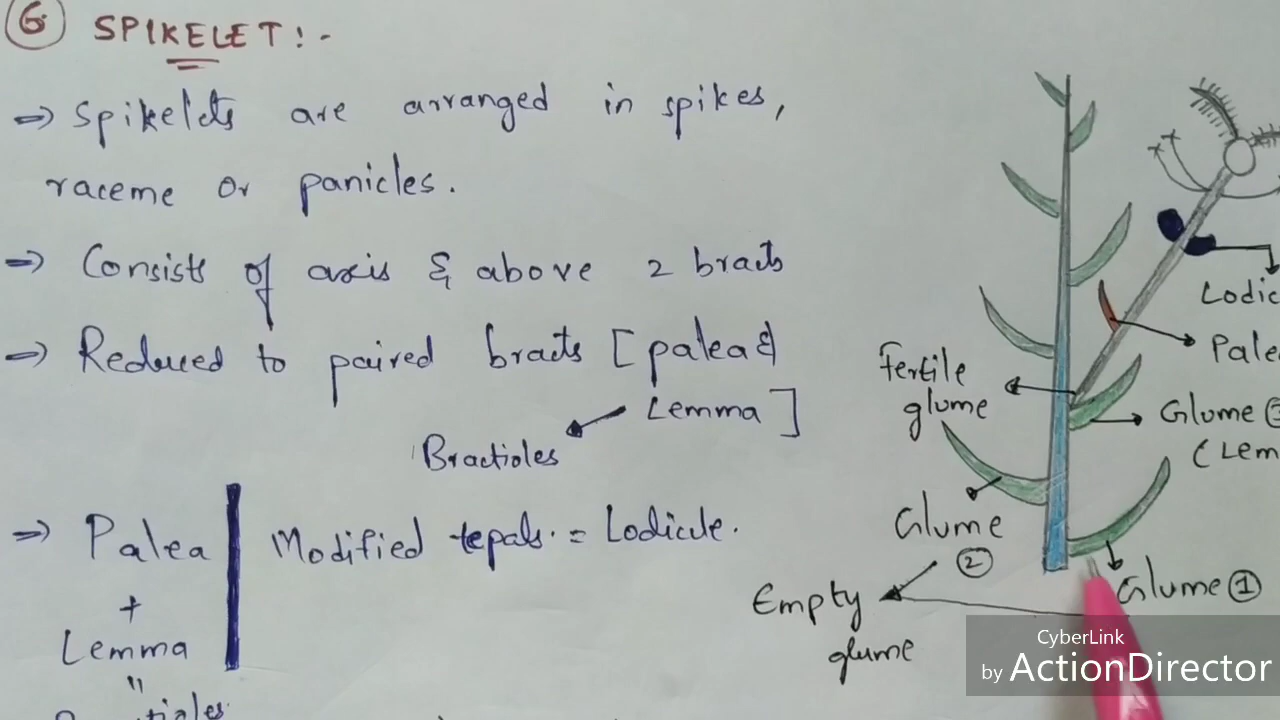 6 SPIKELET:-
⇒ Spikelets are arranged in spikes,
raceme or panicles.
⇒ Consists of axis & above 2 bracts
⇒ Reduced to paired bracts [palea &
Lemma]
Bractioles
⇒ Palea
+
Lemma
"
Modified tepals. = Lodicule.
Lodic
Pale
Fertile
glume
Glume ③
(Lem
Glume
②
Glume ①
Empty
glume
CyberLink
by ActionDirector